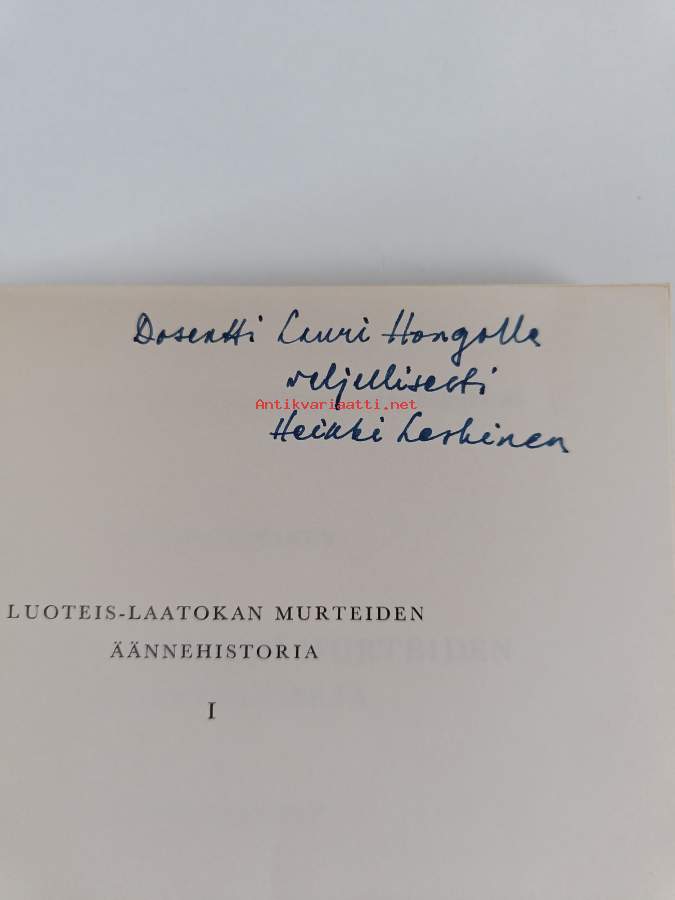 Dosentti Lauri Hongolle
veljellisesti
Antikvariaatti.net
Heikki Leskinen
LUOTEIS-LAATOKAN MURTEIDEN
ÄÄNNEHISTORIA
I